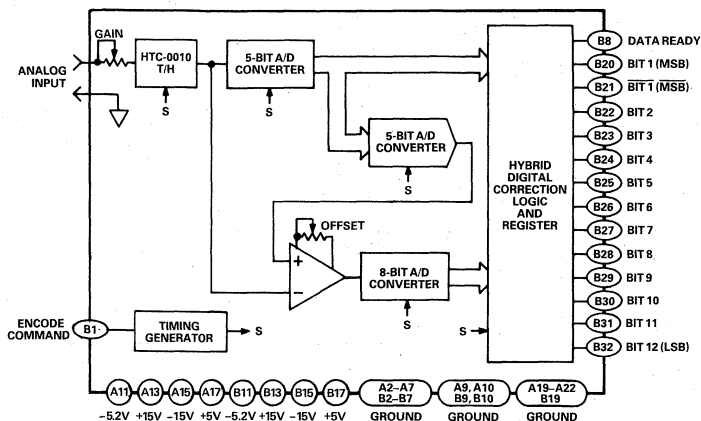 GAIN
ANALOG
INPUT
HTC-0010
T/H
S
5-BIT A/D
CONVERTER
S
5-BIT A/D
CONVERTER
S
OFFSET
+
−
8-BIT A/D
CONVERTER
S
HYBRID
DIGITAL
CORRECTION
LOGIC
AND
REGISTER
S
ENCODE
COMMAND
B1
TIMING
GENERATOR
S
B8 DATA READY
B20 BIT 1 (MSB)
B21 BIT 1 (MSB)
B22 BIT 2
B23 BIT 3
B24 BIT 4
B25 BIT 5
B26 BIT 6
B27 BIT 7
B28 BIT 8
B29 BIT 9
B30 BIT 10
B31 BIT 11
B32 BIT 12 (LSB)
A11 A13 A15 A17 B11 B13 B15 B17
−5.2V +15V −15V +5V −5.2V +15V −15V +5V
A2–A7
B2–B7
GROUND
A9, A10
B9, B10
GROUND
A19–A22
B19
GROUND